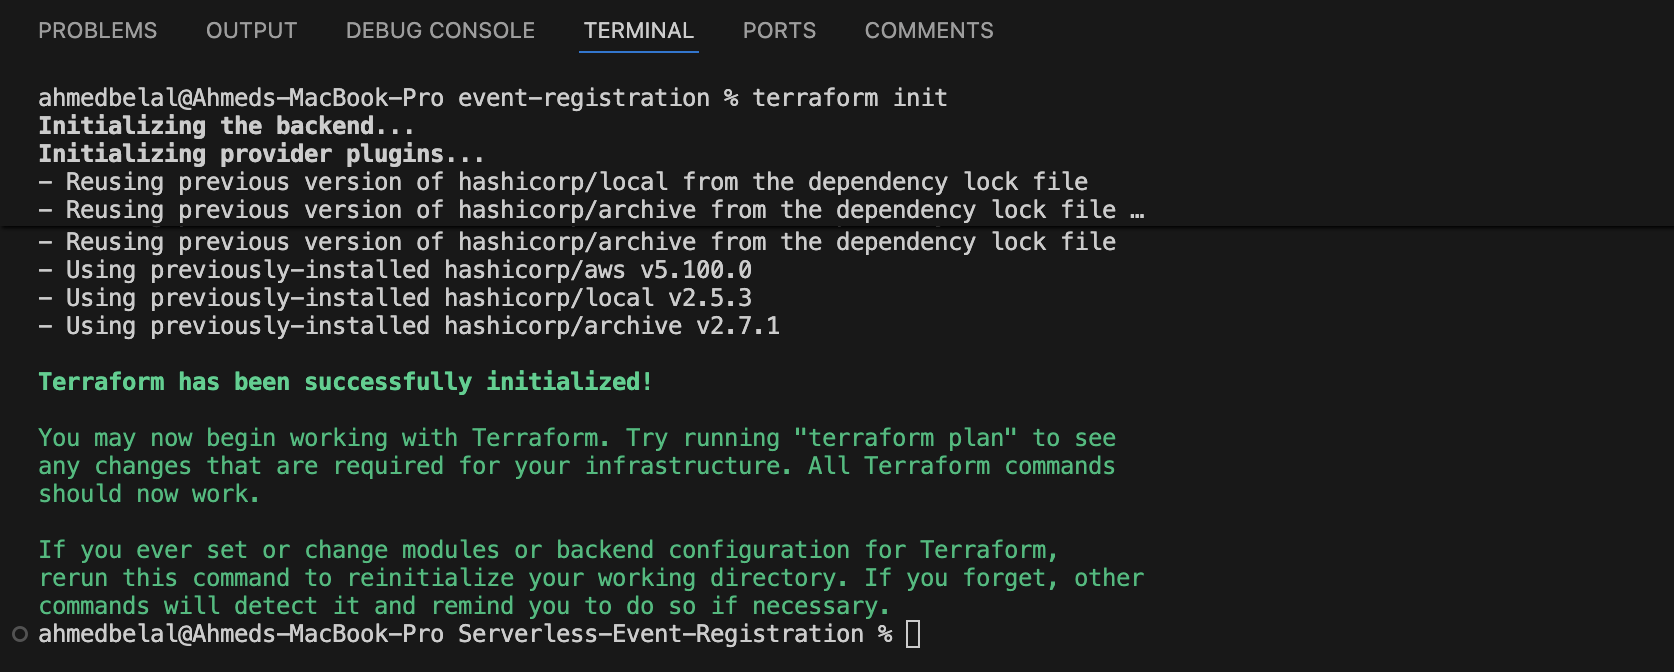 PROBLEMS OUTPUT DEBUG CONSOLE TERMINAL PORTS COMMENTS
ahmedbelal@Ahmeds-MacBook-Pro event-registration % terraform init
Initializing the backend...
Initializing provider plugins...
- Reusing previous version of hashicorp/local from the dependency lock file
- Reusing previous version of hashicorp/archive from the dependency lock file …
- Reusing previous version of hashicorp/archive from the dependency lock file
- Using previously-installed hashicorp/aws v5.100.0
- Using previously-installed hashicorp/local v2.5.3
- Using previously-installed hashicorp/archive v2.7.1
Terraform has been successfully initialized!
You may now begin working with Terraform. Try running "terraform plan" to see
any changes that are required for your infrastructure. All Terraform commands
should now work.
If you ever set or change modules or backend configuration for Terraform,
rerun this command to reinitialize your working directory. If you forget, other
commands will detect it and remind you to do so if necessary.
ahmedbelal@Ahmeds-MacBook-Pro Serverless-Event-Registration %